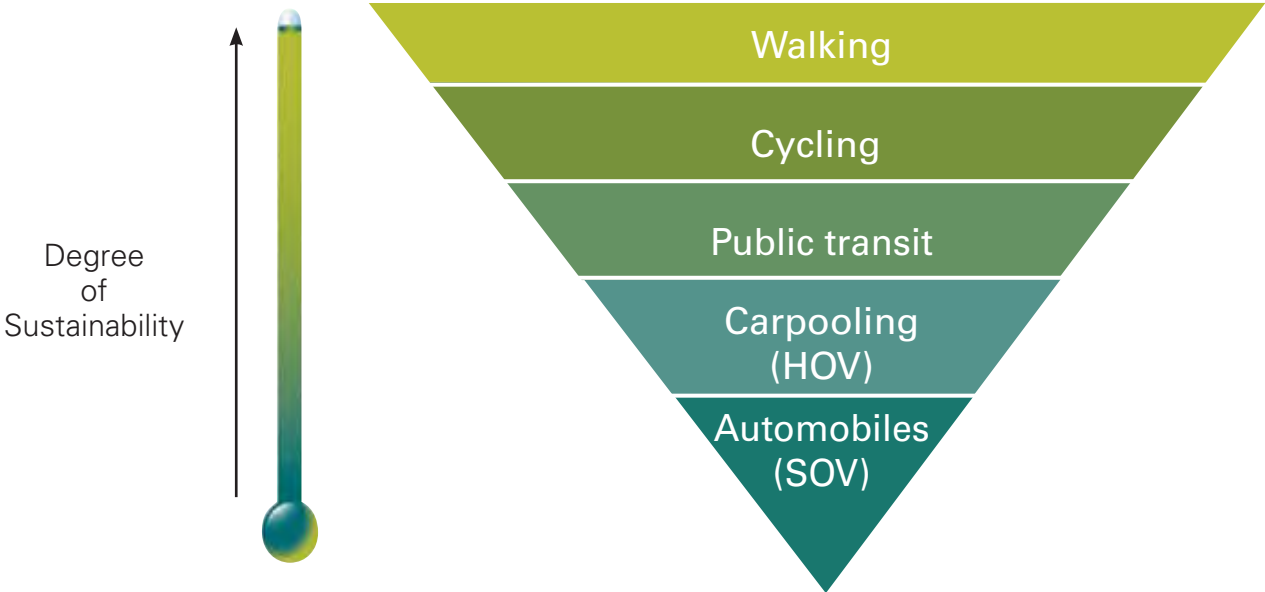 Walking
Cycling
Public transit
Carpooling
(HOV)
Automobiles
(SOV)
Degree
of
Sustainability